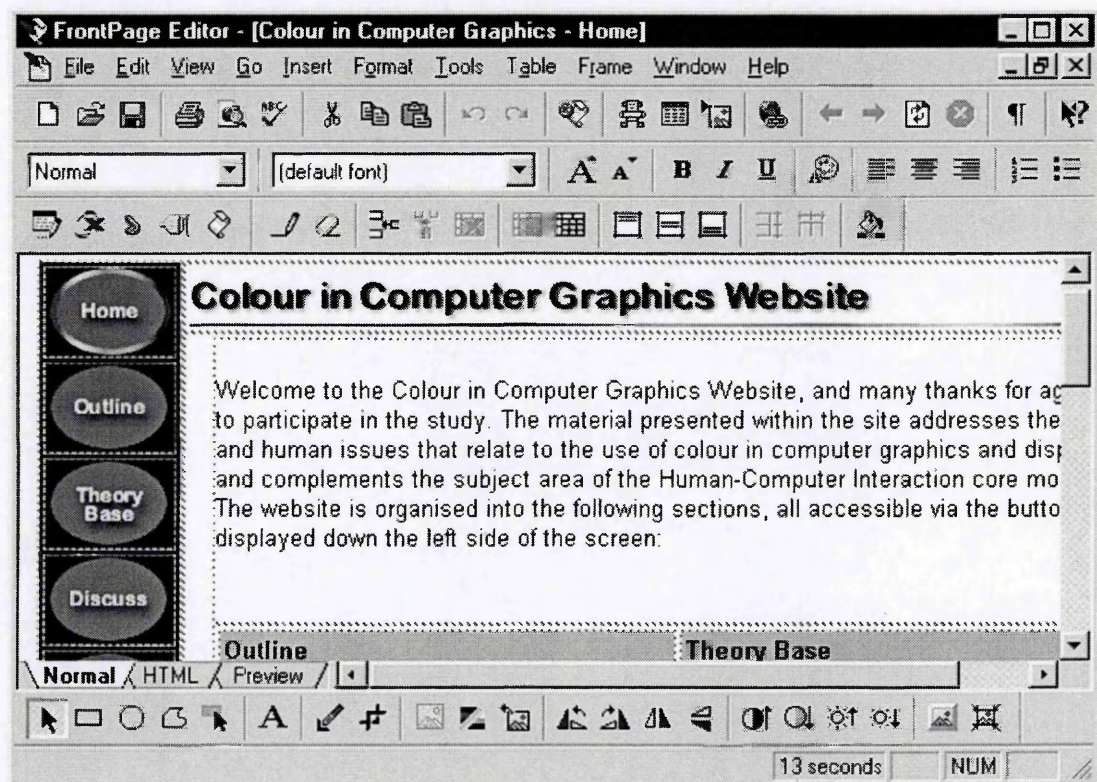 FrontPage Editor - [Colour in Computer Graphics - Home]
File Edit View Go Insert Format Tools Table Frame Window Help
Normal (default font)
Home
Colour in Computer Graphics Website
Outline
Welcome to the Colour in Computer Graphics Website, and many thanks for ag
to participate in the study. The material presented within the site addresses the
and human issues that relate to the use of colour in computer graphics and disp
and complements the subject area of the Human-Computer Interaction core mo
The website is organised into the following sections, all accessible via the butto
displayed down the left side of the screen:
Theory
Base
Discuss
Outline Theory Base
Normal HTML Preview
13 seconds NUM